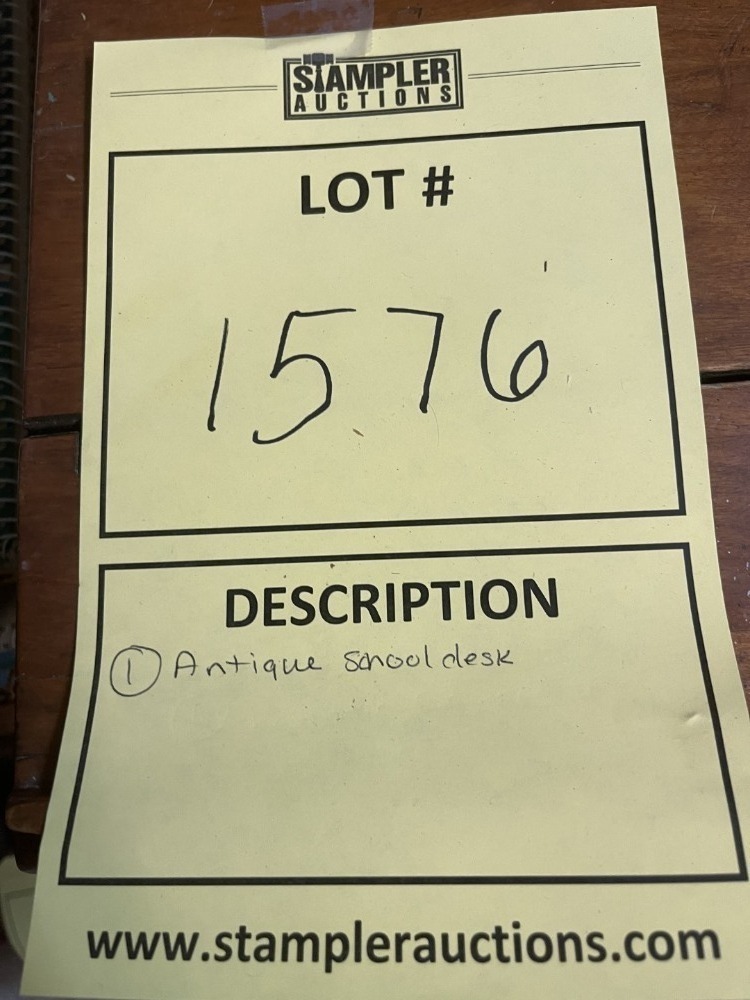 STAMPLER
AUCTIONS
LOT #
1576
DESCRIPTION
① Antique School desk
www.stamplerauctions.com